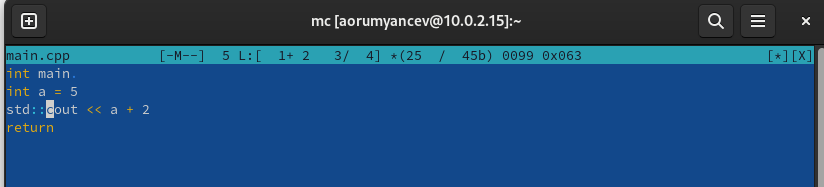 mc [aorumyancev@10.0.2.15]:~
main.cpp [-M--] 5 L:[ 1+ 2 3/ 4] *(25 / 45b) 0099 0x063 [*][X]
int main.
int a = 5
std::cout << a + 2
return